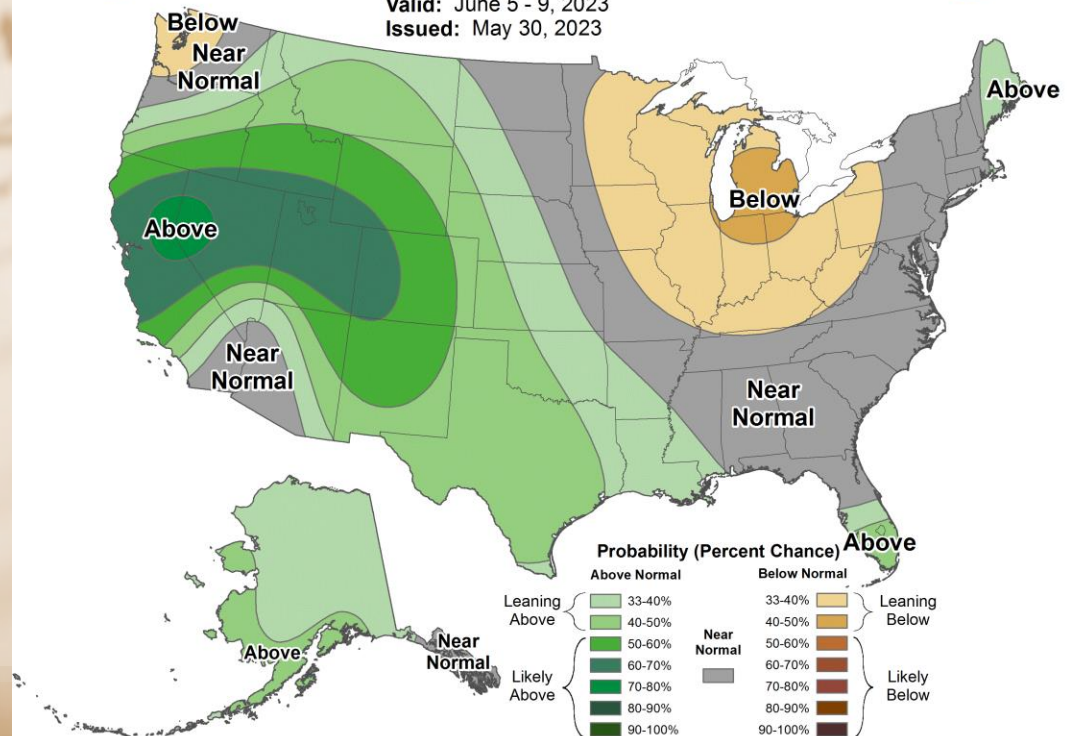 Valid: June 5 - 9, 2023
Issued: May 30, 2023
Below
Near
Normal
Above
Above
Below
Near
Normal
Near
Normal
Above
Above
Near
Normal
Probability (Percent Chance)
Above Normal
Below Normal
Leaning
Above
33-40%
40-50%
50-60%
60-70%
70-80%
80-90%
90-100%
Likely
Above
Near
Normal
33-40%
40-50%
50-60%
60-70%
70-80%
80-90%
90-100%
Leaning
Below
Likely
Below